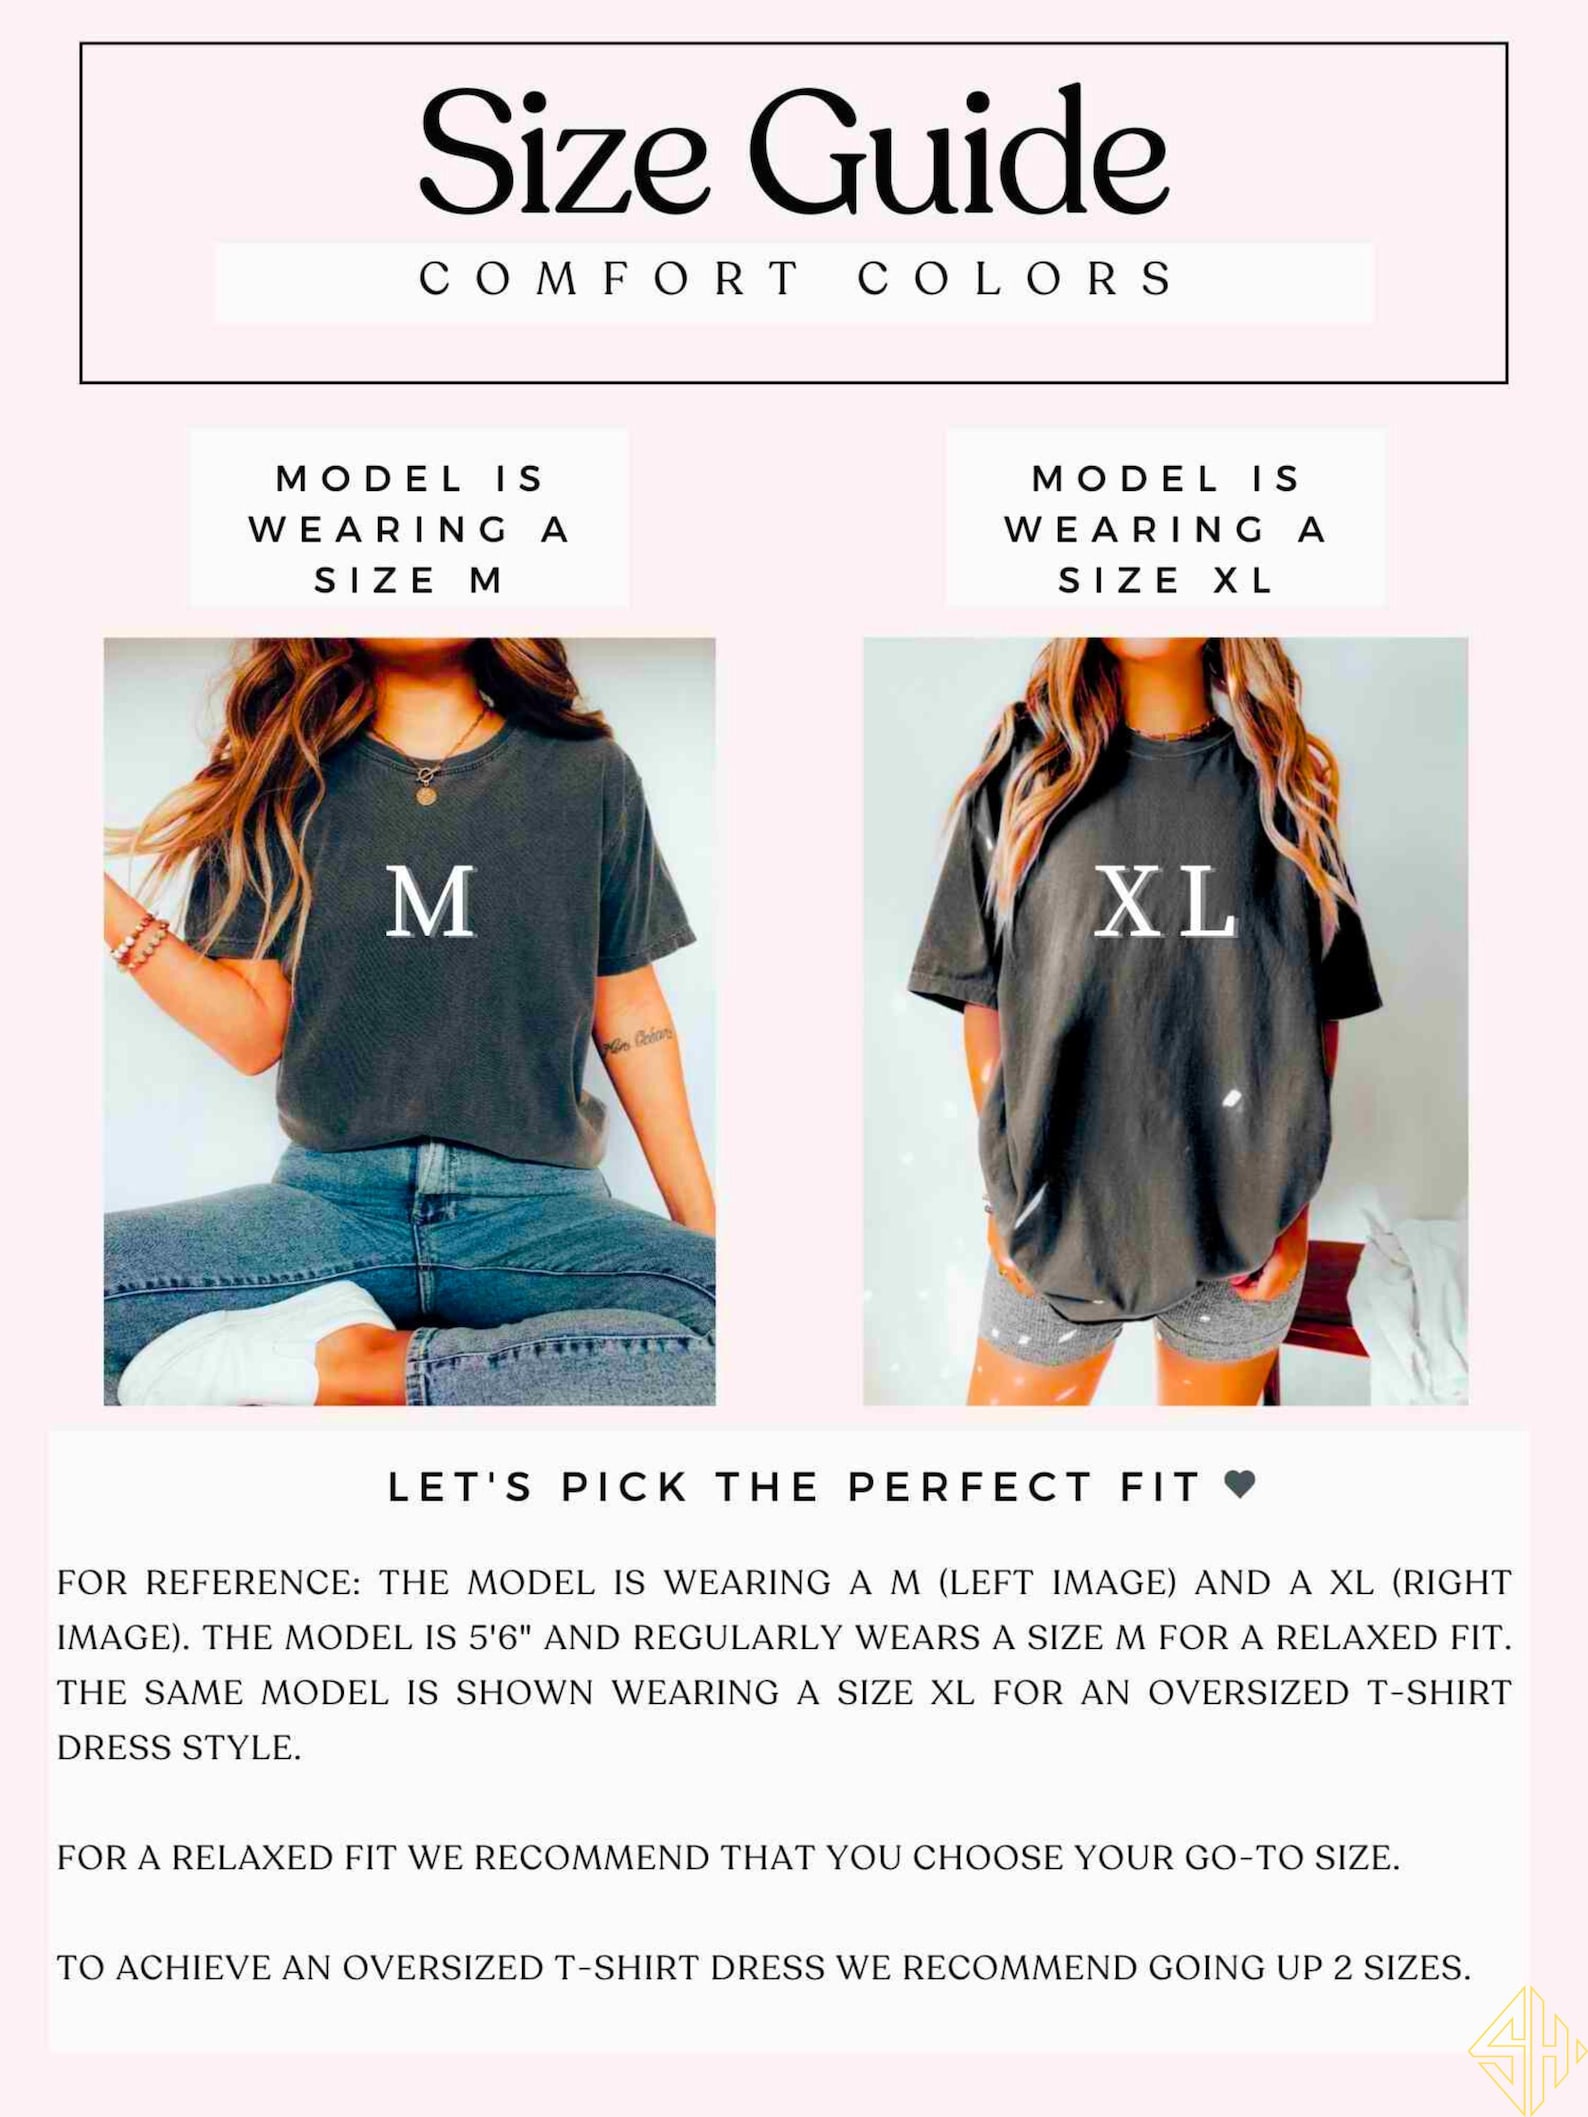 Size Guide
COMFORT COLORS
MODEL IS
WEARING A
SIZE M
MODEL IS
WEARING A
SIZE XL
M
XL
LET'S PICK THE PERFECT FIT
FOR REFERENCE: THE MODEL IS WEARING A M (LEFT IMAGE) AND A XL (RIGHT
IMAGE). THE MODEL IS 5'6" AND REGULARLY WEARS A SIZE M FOR A RELAXED FIT.
THE SAME MODEL IS SHOWN WEARING A SIZE XL FOR AN OVERSIZED T-SHIRT
DRESS STYLE.
FOR A RELAXED FIT WE RECOMMEND THAT YOU CHOOSE YOUR GO-TO SIZE.
TO ACHIEVE AN OVERSIZED T-SHIRT DRESS WE RECOMMEND GOING UP 2 SIZES.
SH